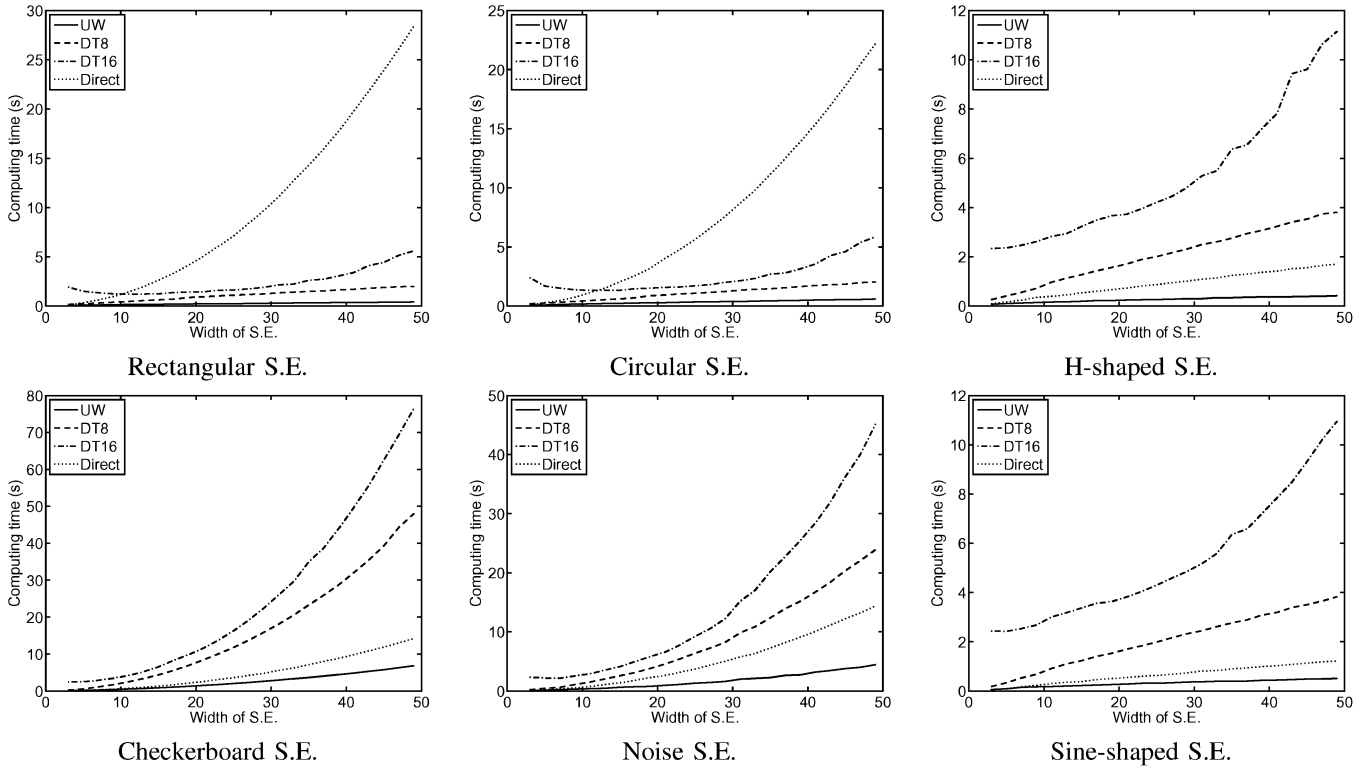 30
25
20
15
10
5
0
Computing time (s)
UW
DT8
DT16
Direct
0 10 20 30 40 50
Width of S.E.
Rectangular S.E.
25
20
15
10
5
0
Computing time (s)
UW
DT8
DT16
Direct
0 10 20 30 40 50
Width of S.E.
Circular S.E.
12
10
8
6
4
2
0
Computing time (s)
UW
DT8
DT16
Direct
0 10 20 30 40 50
Width of S.E.
H-shaped S.E.
80
70
60
50
40
30
20
10
0
Computing time (s)
UW
DT8
DT16
Direct
0 10 20 30 40 50
Width of S.E.
Checkerboard S.E.
50
40
30
20
10
0
Computing time (s)
UW
DT8
DT16
Direct
0 10 20 30 40 50
Width of S.E.
Noise S.E.
12
10
8
6
4
2
0
Computing time (s)
UW
DT8
DT16
Direct
0 10 20 30 40 50
Width of S.E.
Sine-shaped S.E.